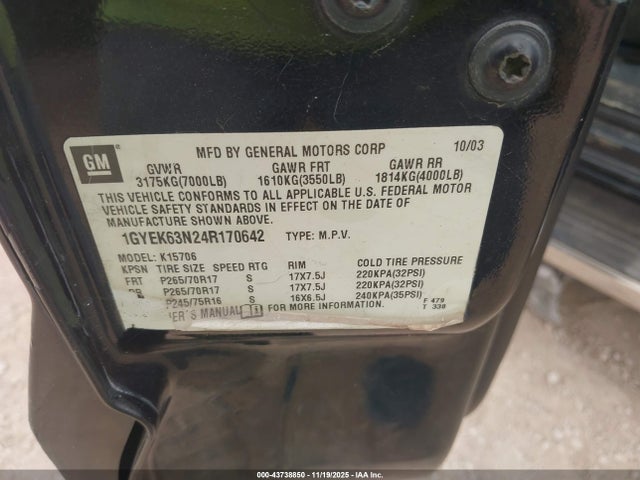 GM
MFD BY GENERAL MOTORS CORP 10/03
GVWR GAWR FRT GAWR RR
3175KG(7000LB) 1610KG(3550LB) 1814KG(4000LB)
THIS VEHICLE CONFORMS TO ALL APPLICABLE U.S. FEDERAL MOTOR
VEHICLE SAFETY STANDARDS IN EFFECT ON THE DATE OF
MANUFACTURE SHOWN ABOVE.
1GYEK63N24R170642 TYPE: M.P.V.
MODEL: K15706
KPSN TIRE SIZE SPEED RTG RIM COLD TIRE PRESSURE
FRT P265/70R17 S 17X7.5J 220KPA(32PSI)
P265/70R17 S 17X7.5J 220KPA(32PSI)
P245/75R16 S 16X6.5J 240KPA(35PSI)
ER'S MANUAL FOR MORE INFORMATION. F 479
T 330
000-43738850 - 11/19/2025 - IAAI.COM